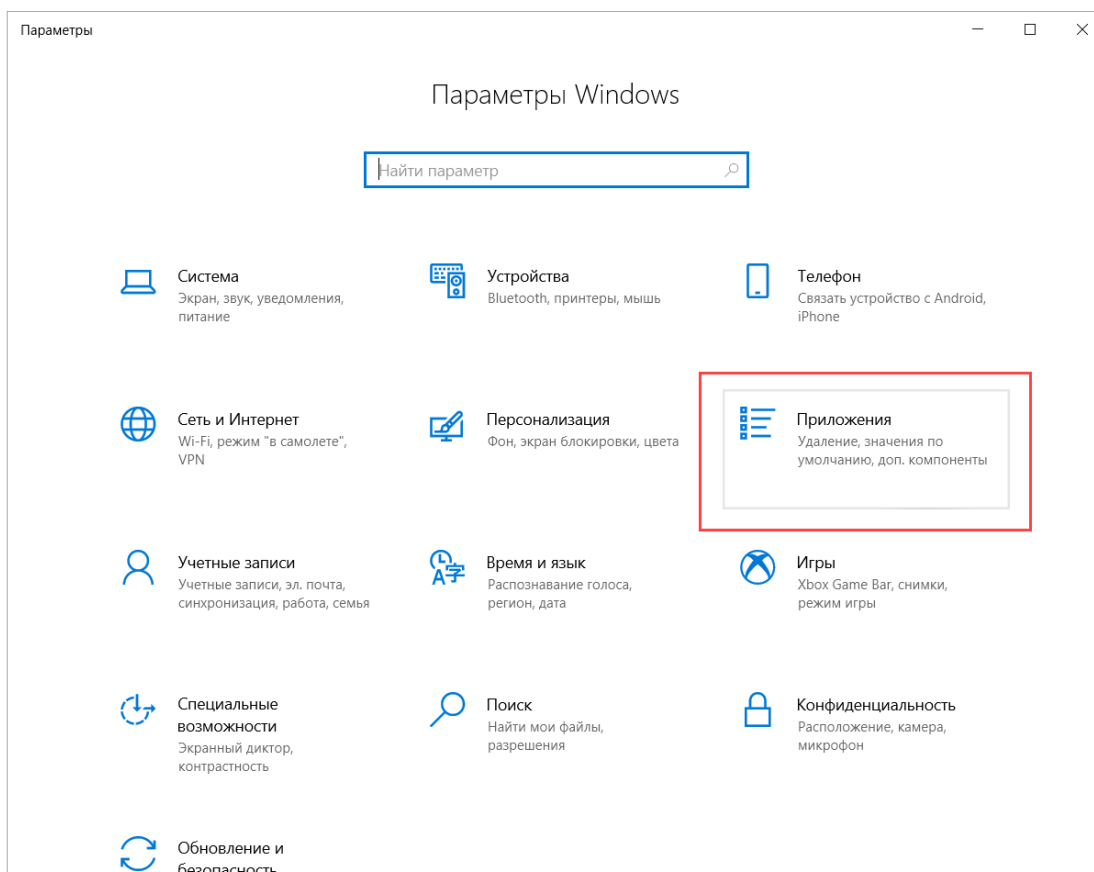 Параметры
Параметры Windows
Найти параметр
Система
Экран, звук, уведомления,
питание
Устройства
Bluetooth, принтеры, мышь
Телефон
Связать устройство с Android,
iPhone
Сеть и Интернет
Wi-Fi, режим "в самолете",
VPN
Персонализация
Фон, экран блокировки, цвета
Приложения
Удаление, значения по
умолчанию, доп. компоненты
Учетные записи
Учетные записи, эл. почта,
синхронизация, работа, семья
Время и язык
Распознавание голоса,
регион, дата
Игры
Xbox Game Bar, снимки,
режим игры
Специальные
возможности
Экранный диктор,
контрастность
Поиск
Найти мои файлы,
разрешения
Конфиденциальность
Расположение, камера,
микрофон
Обновление и
безопасность